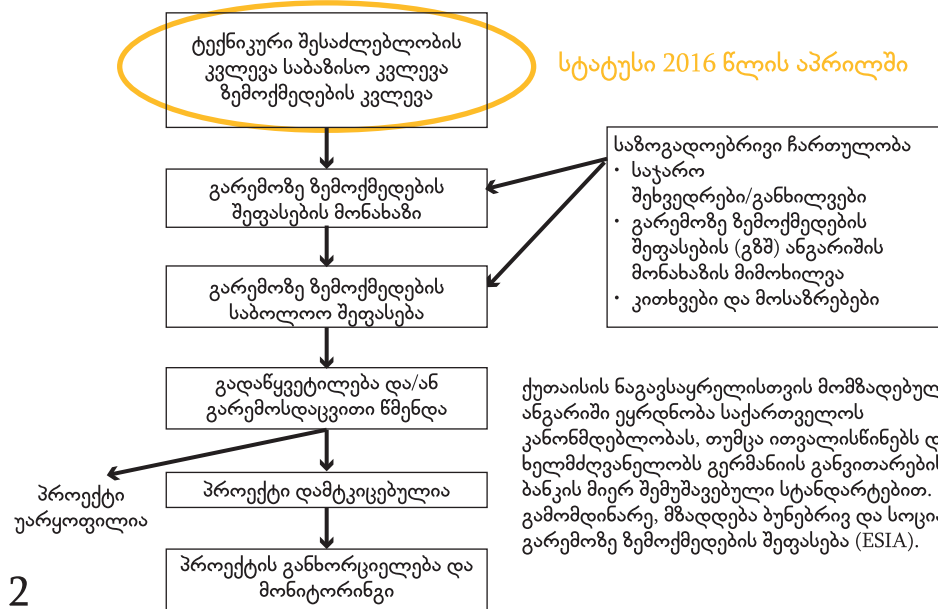 ტექნიკური შესაძლებლობის
კვლევა საბაზისო კვლევა
ზემოქმედების კვლევა
სტატუსი 2016 წლის აპრილში
გარემოზე ზემოქმედების
შეფასების მონახაზი
საზოგადოებრივი ჩართულობა
· საჯარო
შეხვედრები/განხილვები
· გარემოზე ზემოქმედების
შეფასების (გზშ) ანგარიშის
მონახაზის მიმოხილვა
· კითხვები და მოსაზრებები
გარემოზე ზემოქმედების
საბოლოო შეფასება
გადაწყვეტილება და/ან
გარემოსდაცვითი წმენდა
პროექტი
უარყოფილია
პროექტი დამტკიცებულია
პროექტის განხორციელება და
მონიტორინგი
ქუთაისის ნაგავსაყრელისთვის
ანგარიში ეყრდნობა საქართველოს
კანონმდებლობას, თუმცა ითვალისწინებს
ხელმძღვანელობს გერმანიის
ბანკის მიერ შემუშავებული სტანდარტებით.
გამომდინარე, მზადდება ბუნებრივ და
გარემოზე ზემოქმედების შეფასება (ESIA).
2